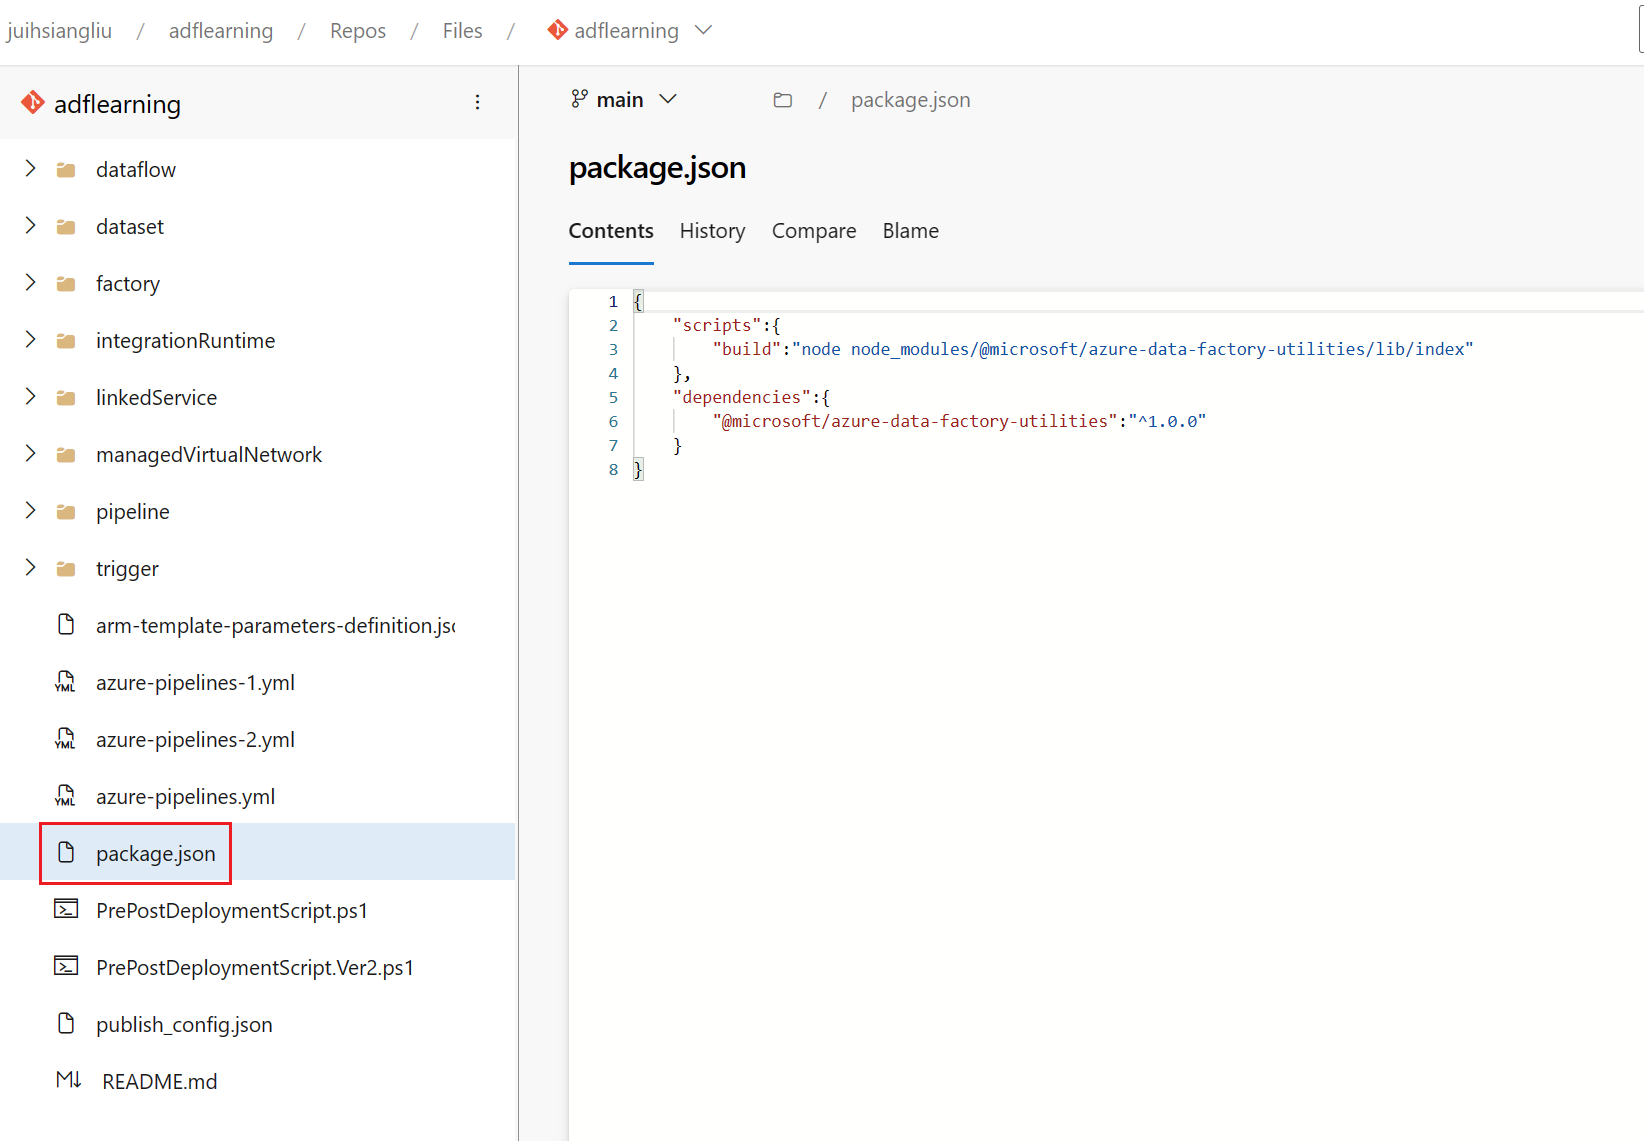 juihsiangliu / adflearning / Repos / Files / adflearning
adflearning
dataflow
dataset
factory
integrationRuntime
linkedService
managedVirtualNetwork
pipeline
trigger
arm-template-parameters-definition.jsc
YML azure-pipelines-1.yml
YML azure-pipelines-2.yml
YML azure-pipelines.yml
package.json
PrePostDeploymentScript.ps1
PrePostDeploymentScript.Ver2.ps1
publish_config.json
M↓ README.md
main / package.json
package.json
Contents History Compare Blame
1 {
2 "scripts":{
3 "build":"node node_modules/@microsoft/azure-data-factory-utilities/lib/index"
4 },
5 "dependencies":{
6 "@microsoft/azure-data-factory-utilities":"^1.0.0"
7 }
8 }